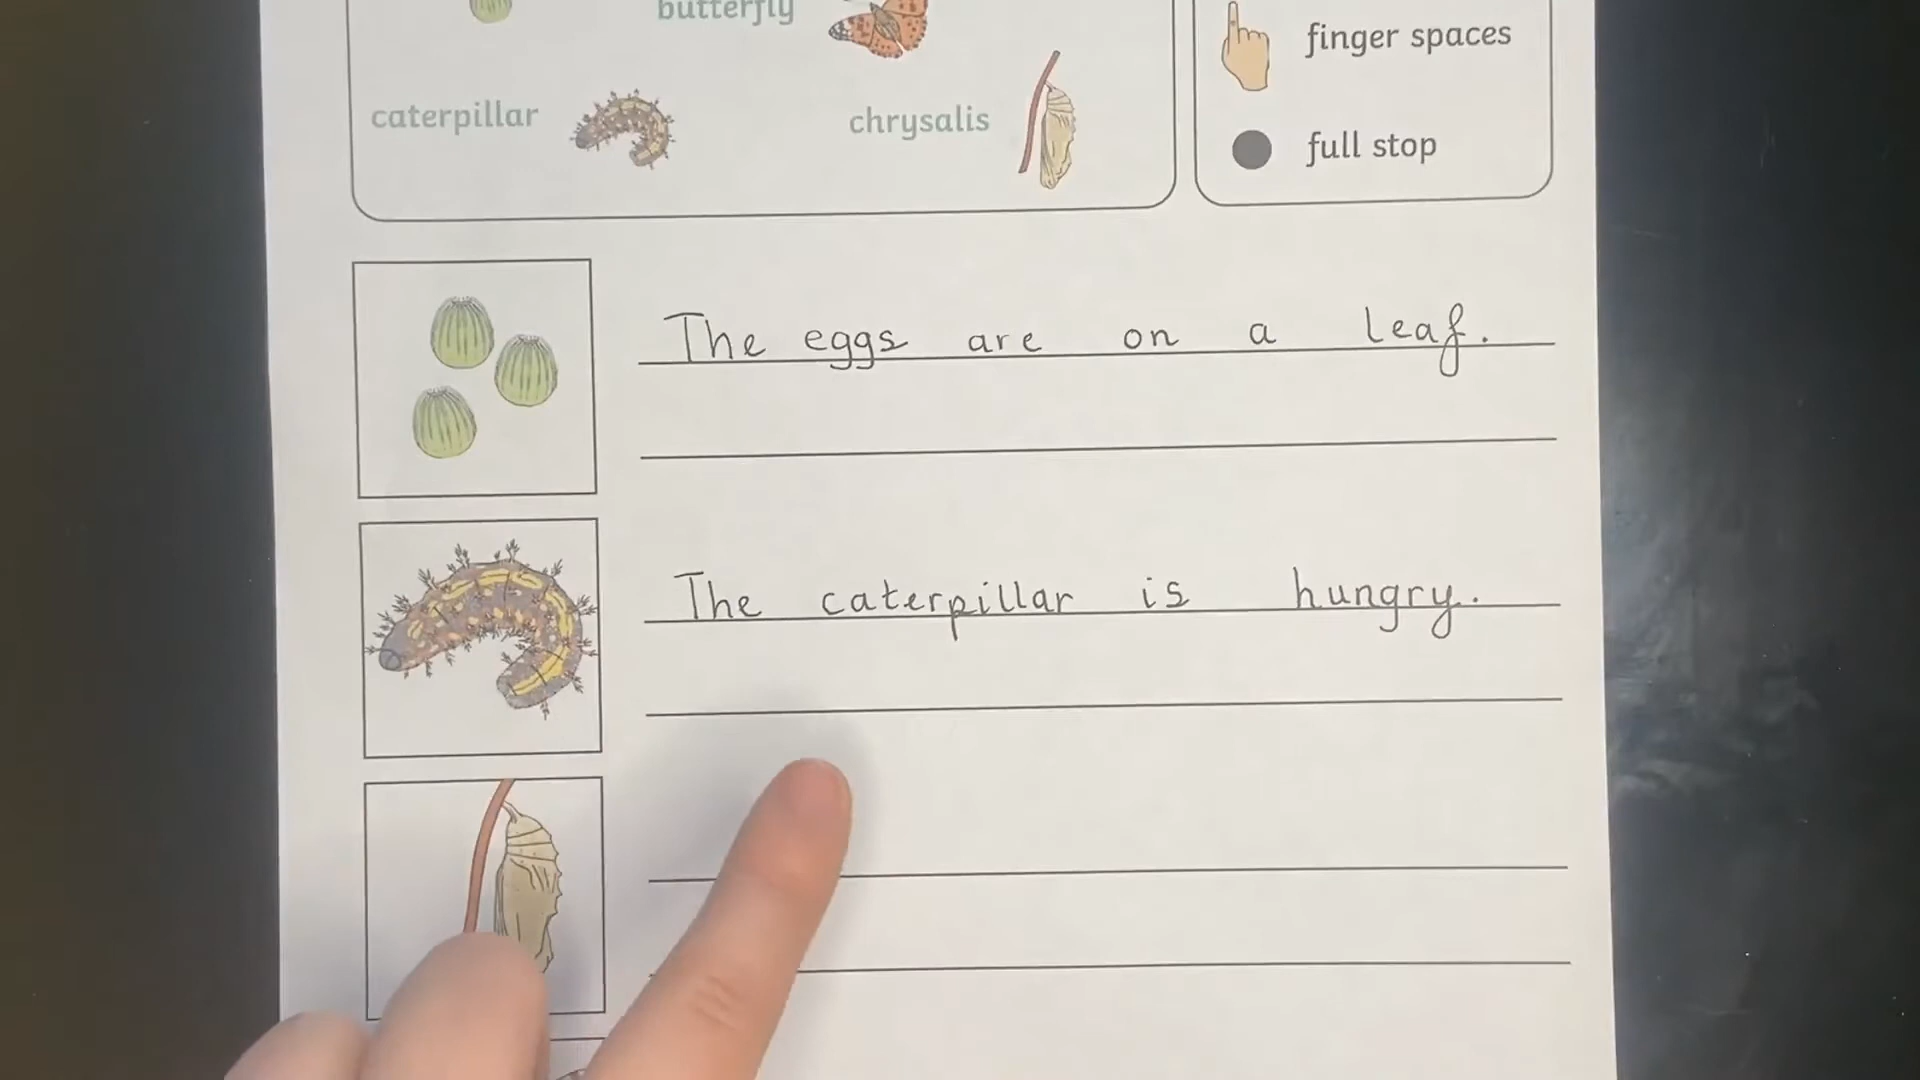 butterfly
caterpillar
chrysalis
finger spaces
full stop
The eggs are on a leaf.
The caterpillar is hungry.